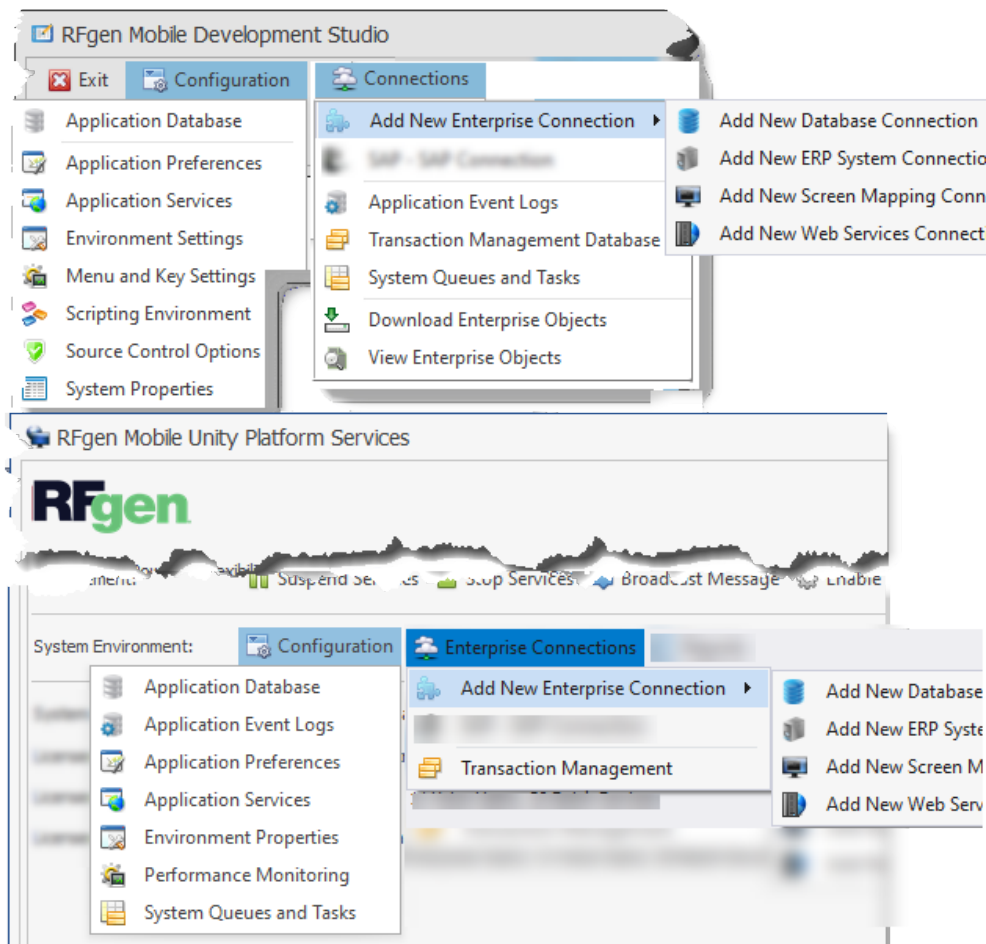 RFgen Mobile Development Studio
Exit
Configuration
Connections
Application Database
Application Preferences
Application Services
Environment Settings
Menu and Key Settings
Scripting Environment
Source Control Options
System Properties
Add New Enterprise Connection
SAP - SAP Connection
Application Event Logs
Transaction Management Database
System Queues and Tasks
Download Enterprise Objects
View Enterprise Objects
Add New Database Connection
Add New ERP System Connectio
Add New Screen Mapping Conn
Add New Web Services Connect
RFgen Mobile Unity Platform Services
RFgen
Suspend Services
Stop Services
Broadcast Message
Enable
System Environment:
Configuration
Enterprise Connections
Application Database
Application Event Logs
Application Preferences
Application Services
Environment Properties
Performance Monitoring
System Queues and Tasks
Add New Enterprise Connection
Transaction Management
Add New Database
Add New ERP Syste
Add New Screen M
Add New Web Serv